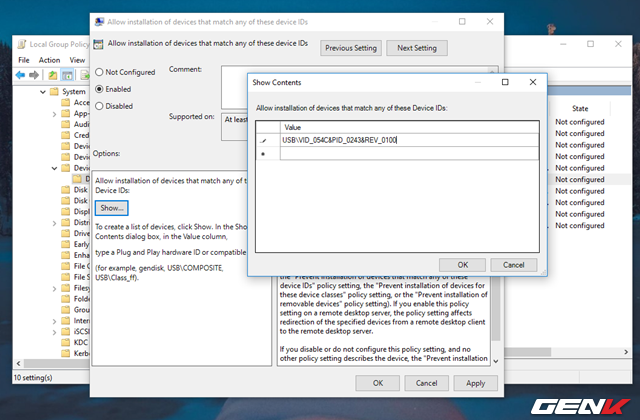 Allow installation of devices that match any of these device IDs
Local Group Policy
File Action View
System
Acce
App-
Audi
Cred
Devic
Devic
D
Disk
Disk
Displ
Distri
Drive
Early
Enha
File C
File S
Files
Folde
Grou
Intern
iSCSI
KDC
Kerbe
10 setting(s)
Allow installation of devices that match any of these device IDs
Previous Setting
Next Setting
Not Configured
Comment:
Enabled
Disabled
Supported on:
At least
Options:
Allow installation of devices that match any of t
Device IDs:
Show...
To create a list of devices, click Show. In the Sho
Contents dialog box, in the Value column,
type a Plug and Play hardware ID or compatible
(for example, gendisk, USB\COMPOSITE,
USB\Class_ff).
Show Contents
Allow installation of devices that match any of these Device IDs:
Value
USB\VID_054C&PID_0243&REV_0100
OK
Cancel
the "Prevent installation of devices that match any of these
device IDs" policy setting, the "Prevent installation of devices for
these device classes" policy setting, or the "Prevent installation of
removable devices" policy setting). If you enable this policy
setting on a remote desktop server, the policy setting affects
redirection of the specified devices from a remote desktop client
to the remote desktop server.
If you disable or do not configure this policy setting, and no
other policy setting describes the device, the "Prevent installation
OK
Cancel
Apply
State
Not configured
Not configured
Not configured
Not configured
Not configured
Not configured
Not configured
Not configured
Not configured
Not configured
GENK